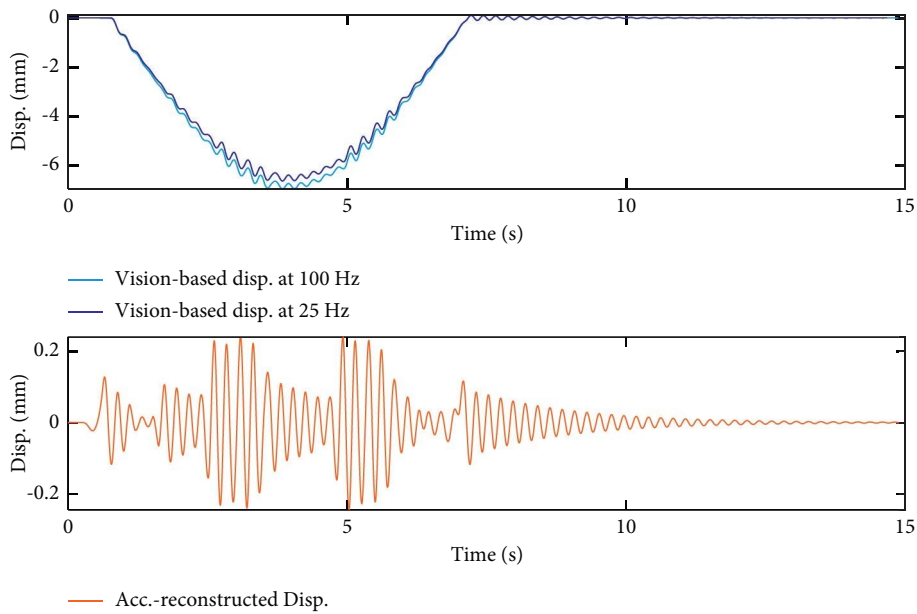 0
-2
-4
-6
Disp. (mm)
0 5 10 15
Time (s)
Vision-based disp. at 100 Hz
Vision-based disp. at 25 Hz
0.2
0
-0.2
Disp. (mm)
0 5 10 15
Time (s)
Acc.-reconstructed Disp.